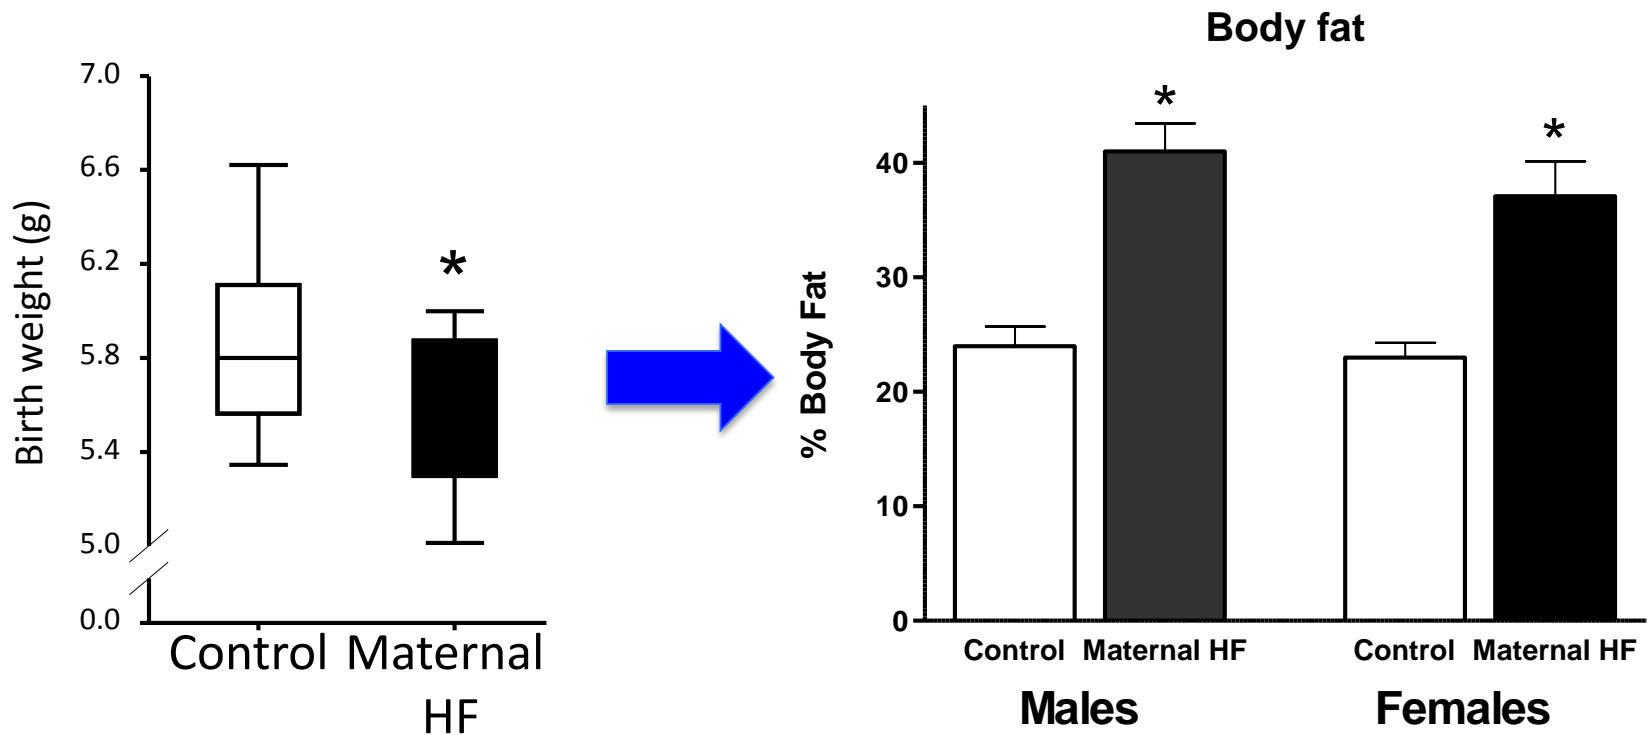 Birth weight (g)
7.0
6.6
6.2
5.8
5.4
5.0
0.0
*
Control Maternal
HF
Body fat
% Body Fat
40
30
20
10
0
*
*
Control Maternal HF Control Maternal HF
Males Females